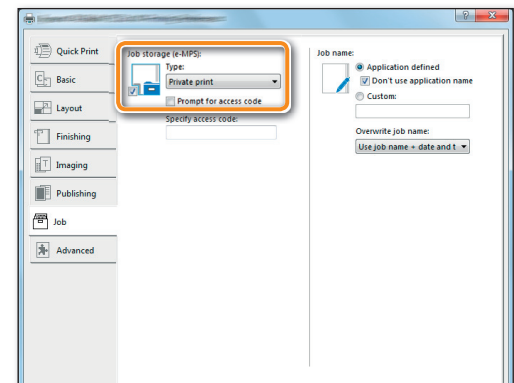 Quick Print
Basic
Layout
Finishing
Imaging
Publishing
Job
Advanced
Job storage (e-MPS):
Type:
Private print
Prompt for access code
Specify access code:
Job name:
Application defined
Don't use application name
Custom:
Overwrite job name:
Use job name + date and t